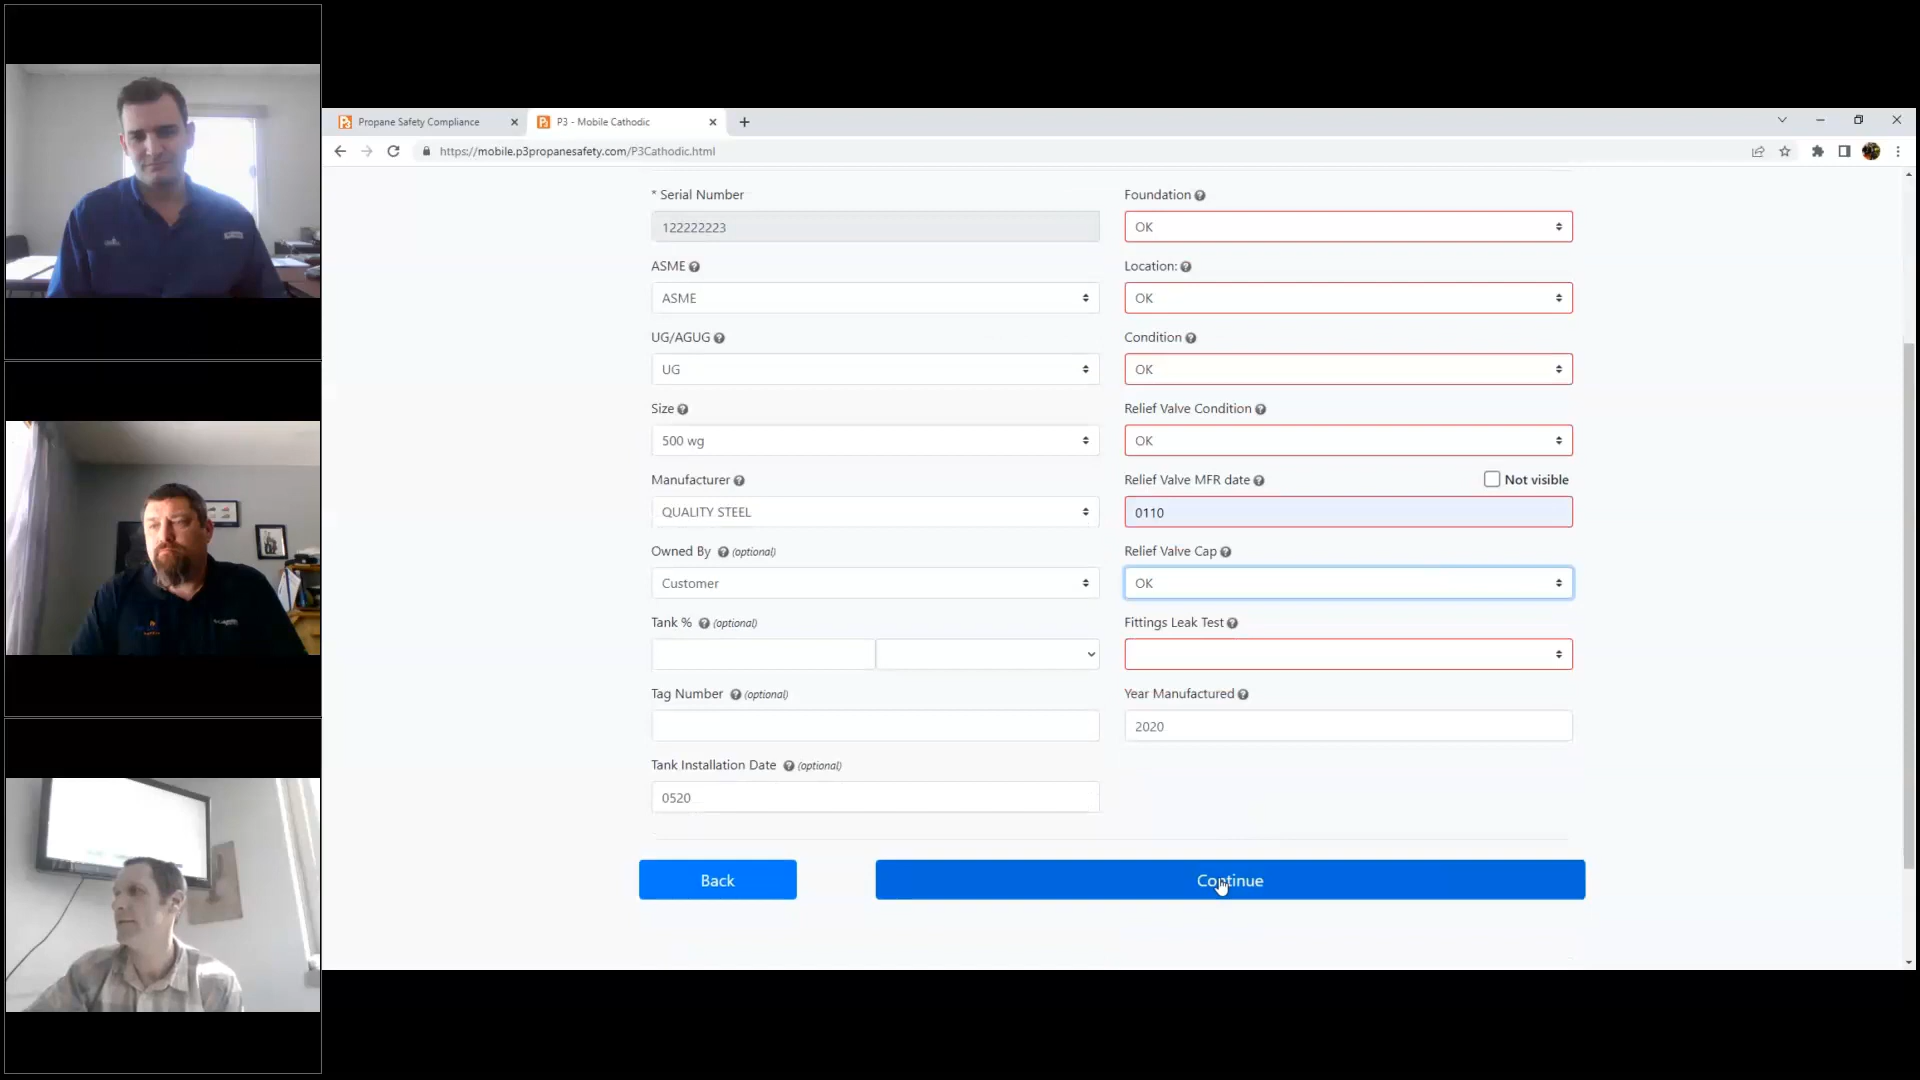 Propane Safety Compliance
P3 - Mobile Cathodic
https://mobile.p3propanesafety.com/P3Cathodic.html
* Serial Number
122222223
ASME
ASME
UG/AGUG
UG
Size
500 wg
Manufacturer
QUALITY STEEL
Owned By (optional)
Customer
Tank % (optional)
Tag Number (optional)
Tank Installation Date (optional)
0520
Foundation
OK
Location:
OK
Condition
OK
Relief Valve Condition
OK
Relief Valve MFR date
Not visible
0110
Relief Valve Cap
OK
Fittings Leak Test
Year Manufactured
2020
Back
Continue